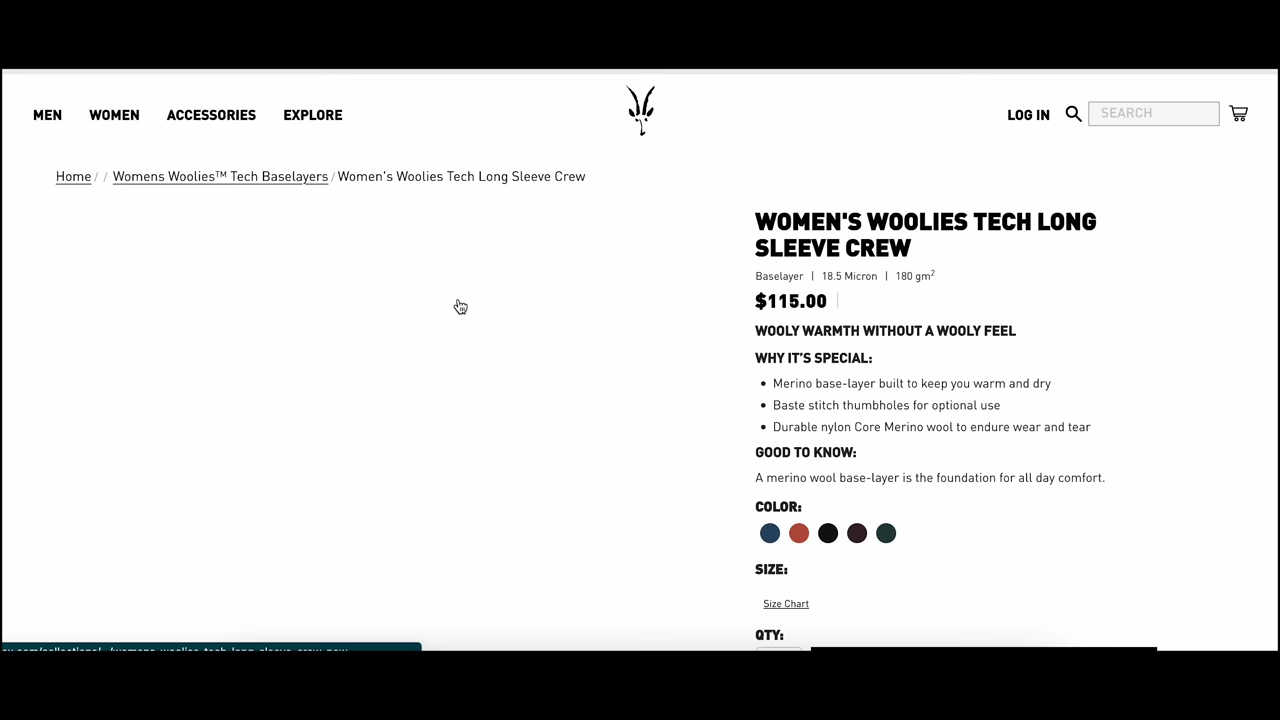 MEN WOMEN ACCESSORIES EXPLORE LOG IN SEARCH
Home / / Womens Woolies™ Tech Baselayers / Women's Woolies Tech Long Sleeve Crew
WOMEN'S WOOLIES TECH LONG
SLEEVE CREW
Baselayer | 18.5 Micron | 180 gm²
$115.00
WOOLY WARMTH WITHOUT A WOOLY FEEL
WHY IT'S SPECIAL:
• Merino base-layer built to keep you warm and dry
• Baste stitch thumbholes for optional use
• Durable nylon Core Merino wool to endure wear and tear
GOOD TO KNOW:
A merino wool base-layer is the foundation for all day comfort.
COLOR:
SIZE:
Size Chart
QTY: